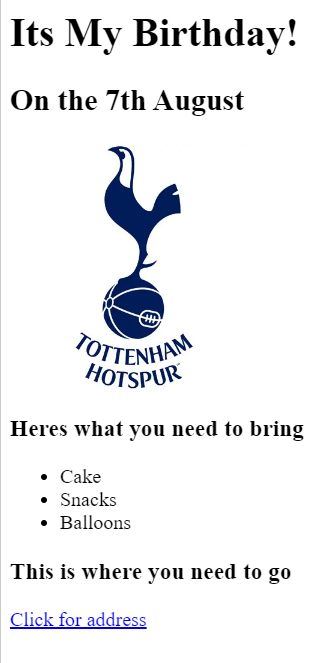 Its My Birthday!
On the 7th August
TOTTENHAM
HOTSPUR
Heres what you need to bring
Cake
Snacks
Balloons
This is where you need to go
Click for address